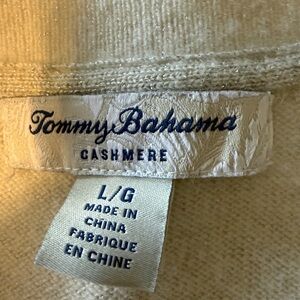 Tommy Bahama
CASHMERE
L/G
MADE IN
CHINA
FABRIQUE
EN CHINE